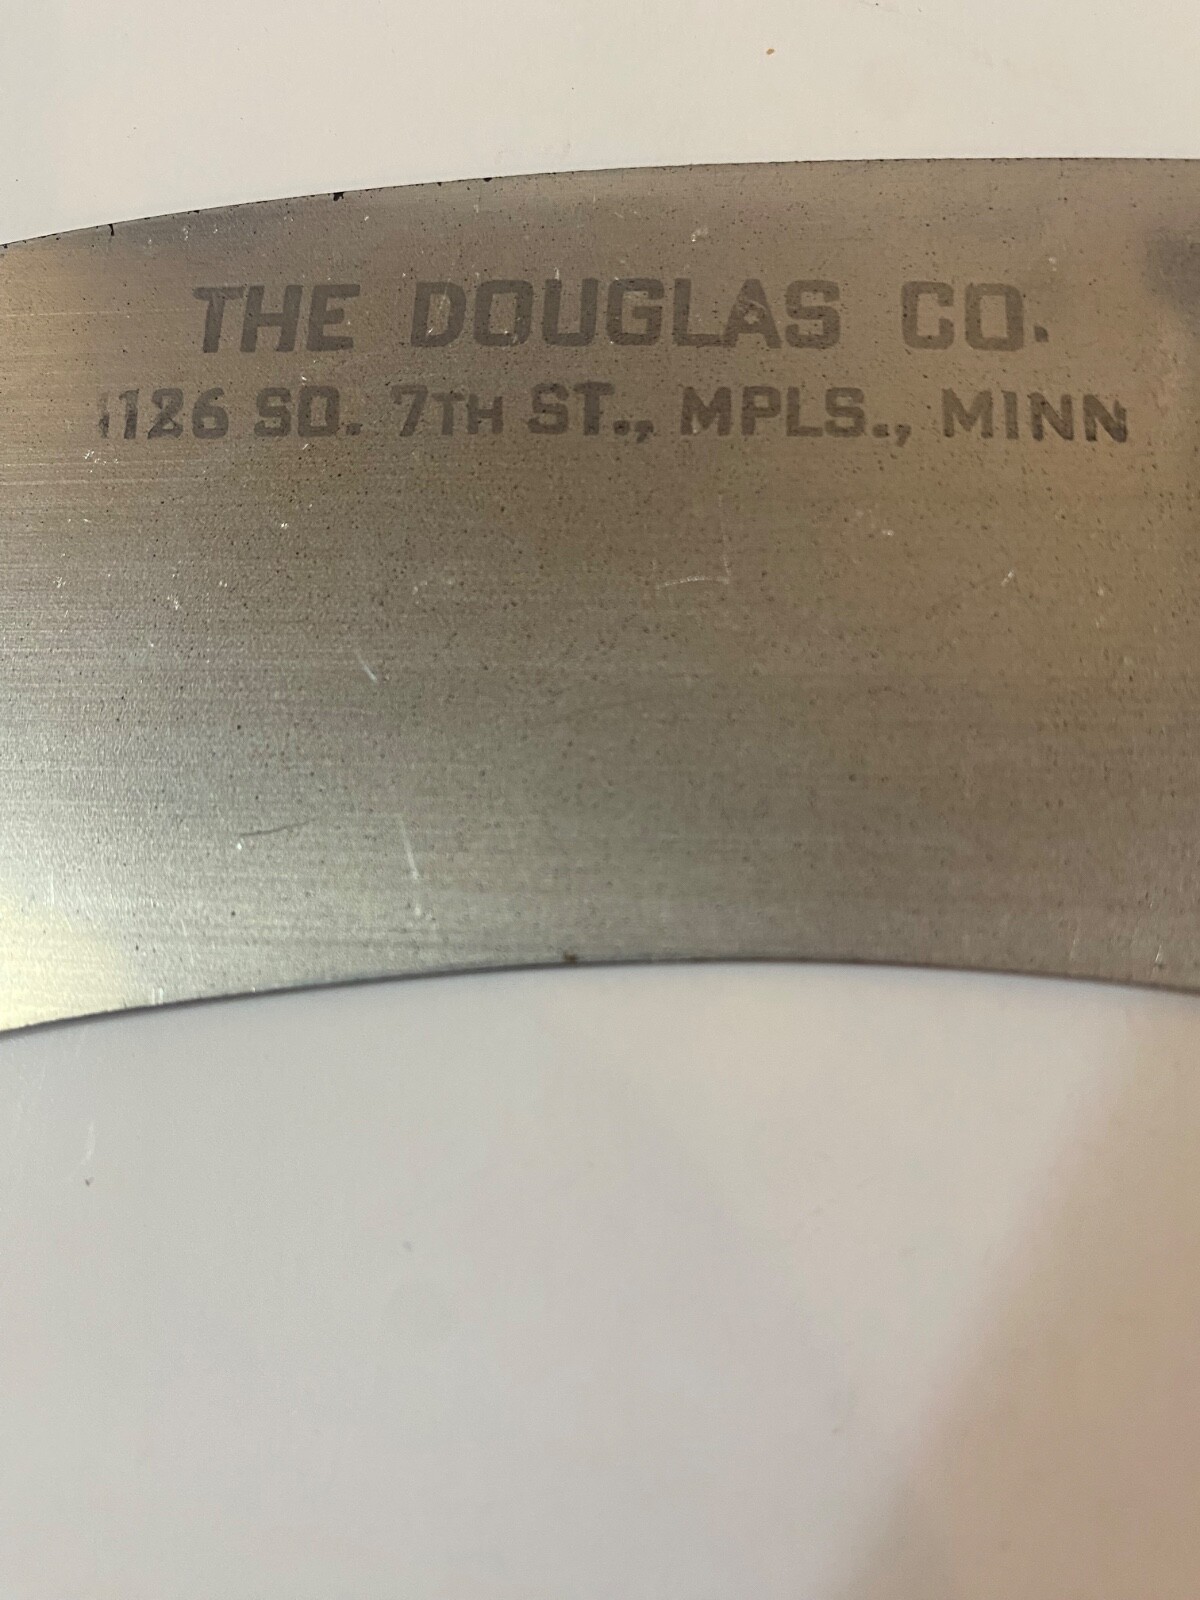 THE DOUGLAS CO.
1126 SO. 7TH ST., MPLS., MINN